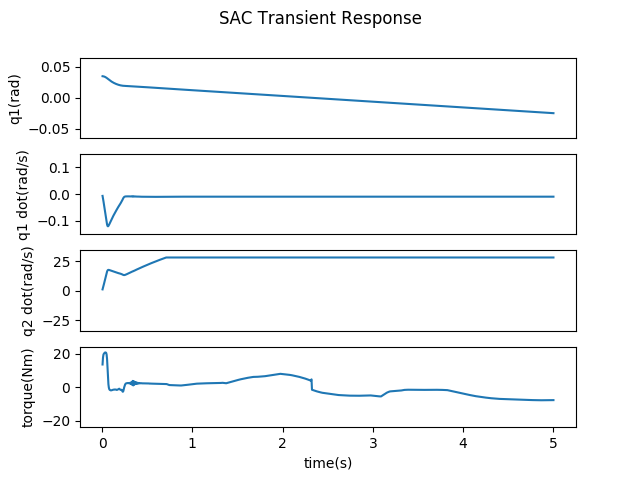 SAC Transient Response
q1(rad)
0.05
0.00
−0.05
q1 dot(rad/s)
0.1
0.0
−0.1
q2 dot(rad/s)
25
0
−25
torque(Nm)
20
0
−20
0 1 2 3 4 5
time(s)